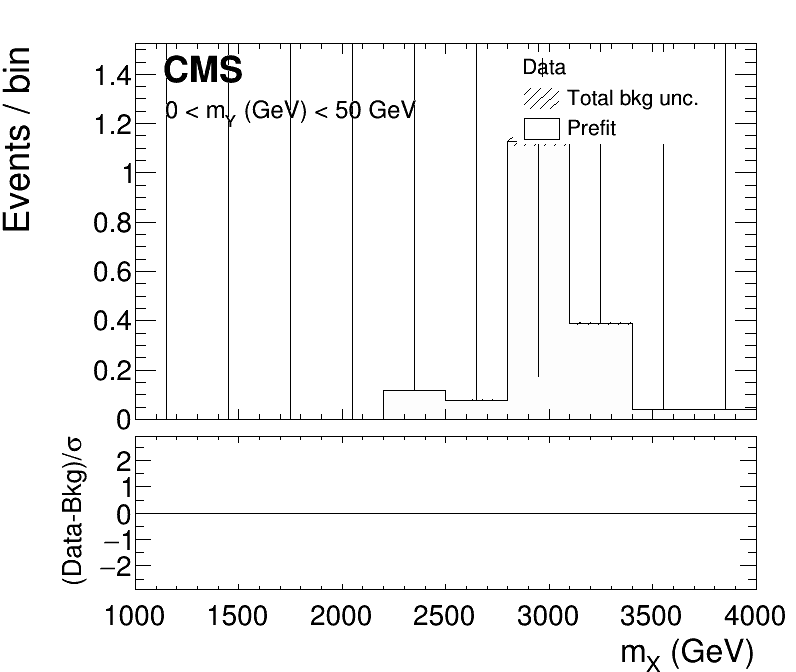 CMS
0 < mY (GeV) < 50 GeV
Data
Total bkg unc.
Prefit
Events / bin
1.4
1.2
1
0.8
0.6
0.4
0.2
0
(Data-Bkg)/σ
2
1
0
−1
−2
1000 1500 2000 2500 3000 3500 4000
mX (GeV)